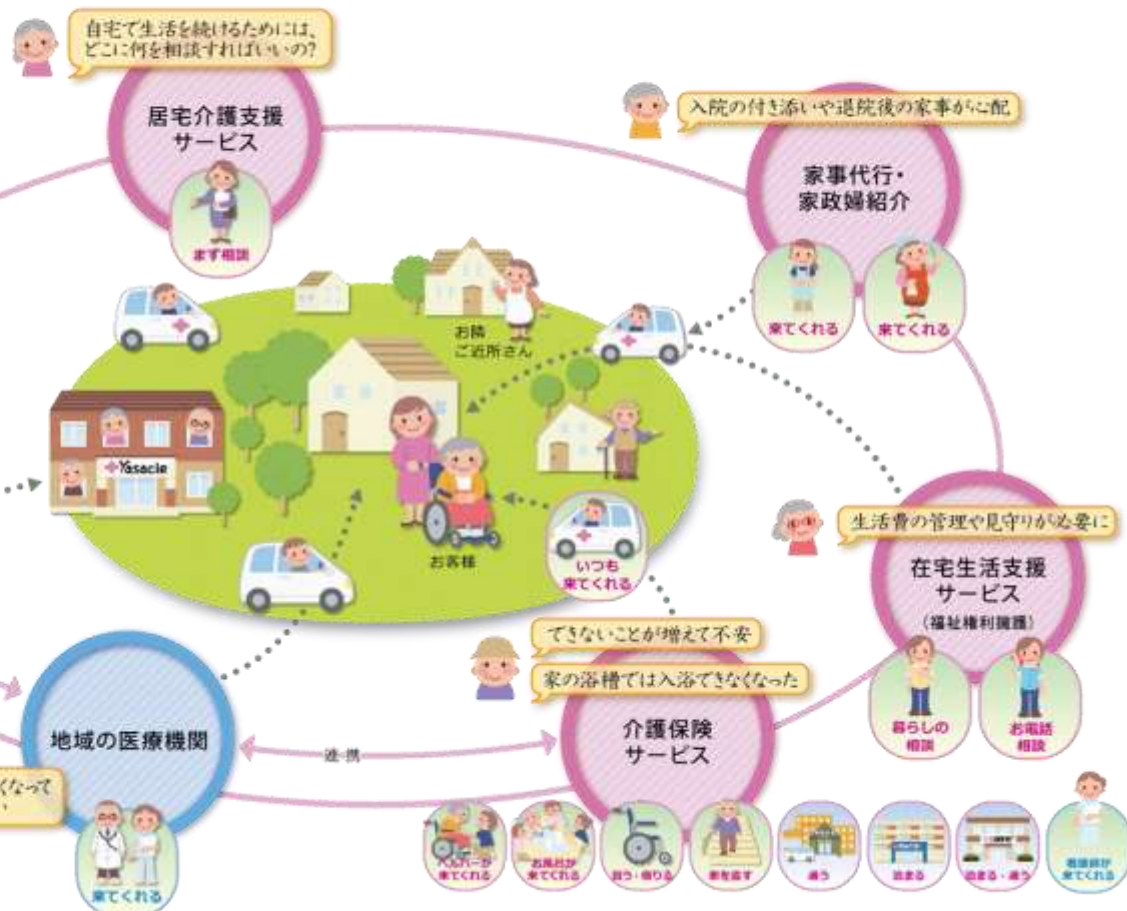 自宅で生活を続けるためには、
どこに何を相談すればいいの?
居宅介護支援
サービス
まず相談
入院の付き添いや退院後の家事が心配
家事代行・
家政婦紹介
来てくれる
来てくれる
お隣
ご近所さん
Yasacie
お客様
いつも
来てくれる
生活費の管理や見守りが必要に
在宅生活支援
サービス
(福祉権利擁護)
暮らしの
相談
お電話
相談
できないことが増えて不安
家の浴槽では入浴できなくなった
介護保険
サービス
連携
地域の医療機関
くなって
来てくれる
ヘルパーが
来てくれる
お風呂が
来てくれる
買う・借りる
家を直す
通う
泊まる
泊まる・通う
看護師が
来てくれる